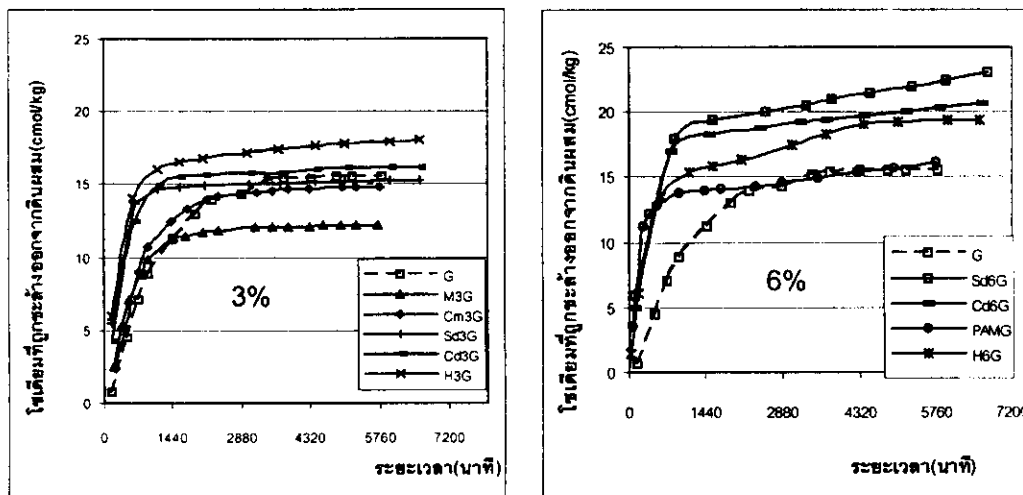 โซเดียมที่ถูกชะล้างออกจากดินผสม(cmol/kg)
25
20
15
10
5
0
0 1440 2880 4320 5760 7200
ระยะเวลา(นาที)
3%
G
M3G
Cm3G
Sd3G
Cd3G
H3G
โซเดียมที่ถูกชะล้างออกจากดินผสม(cmol/kg)
25
20
15
10
5
0
0 1440 2880 4320 5760 7200
ระยะเวลา(นาที)
6%
G
Sd6G
Cd6G
PAMG
H6G